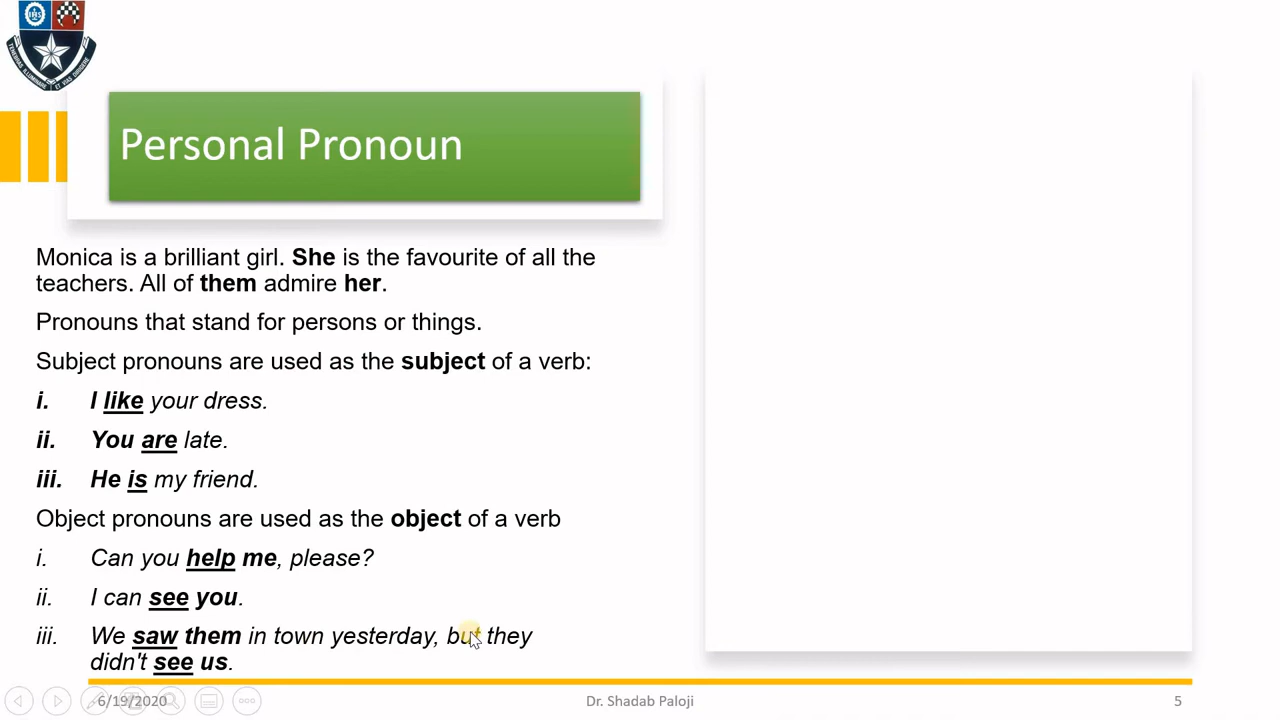 Personal Pronoun
Monica is a brilliant girl. She is the favourite of all the
teachers. All of them admire her.
Pronouns that stand for persons or things.
Subject pronouns are used as the subject of a verb:
i. I like your dress.
ii. You are late.
iii. He is my friend.
Object pronouns are used as the object of a verb
i. Can you help me, please?
ii. I can see you.
iii. We saw them in town yesterday, but they
didn't see us.
6/19/2020 Dr. Shadab Paloji 5